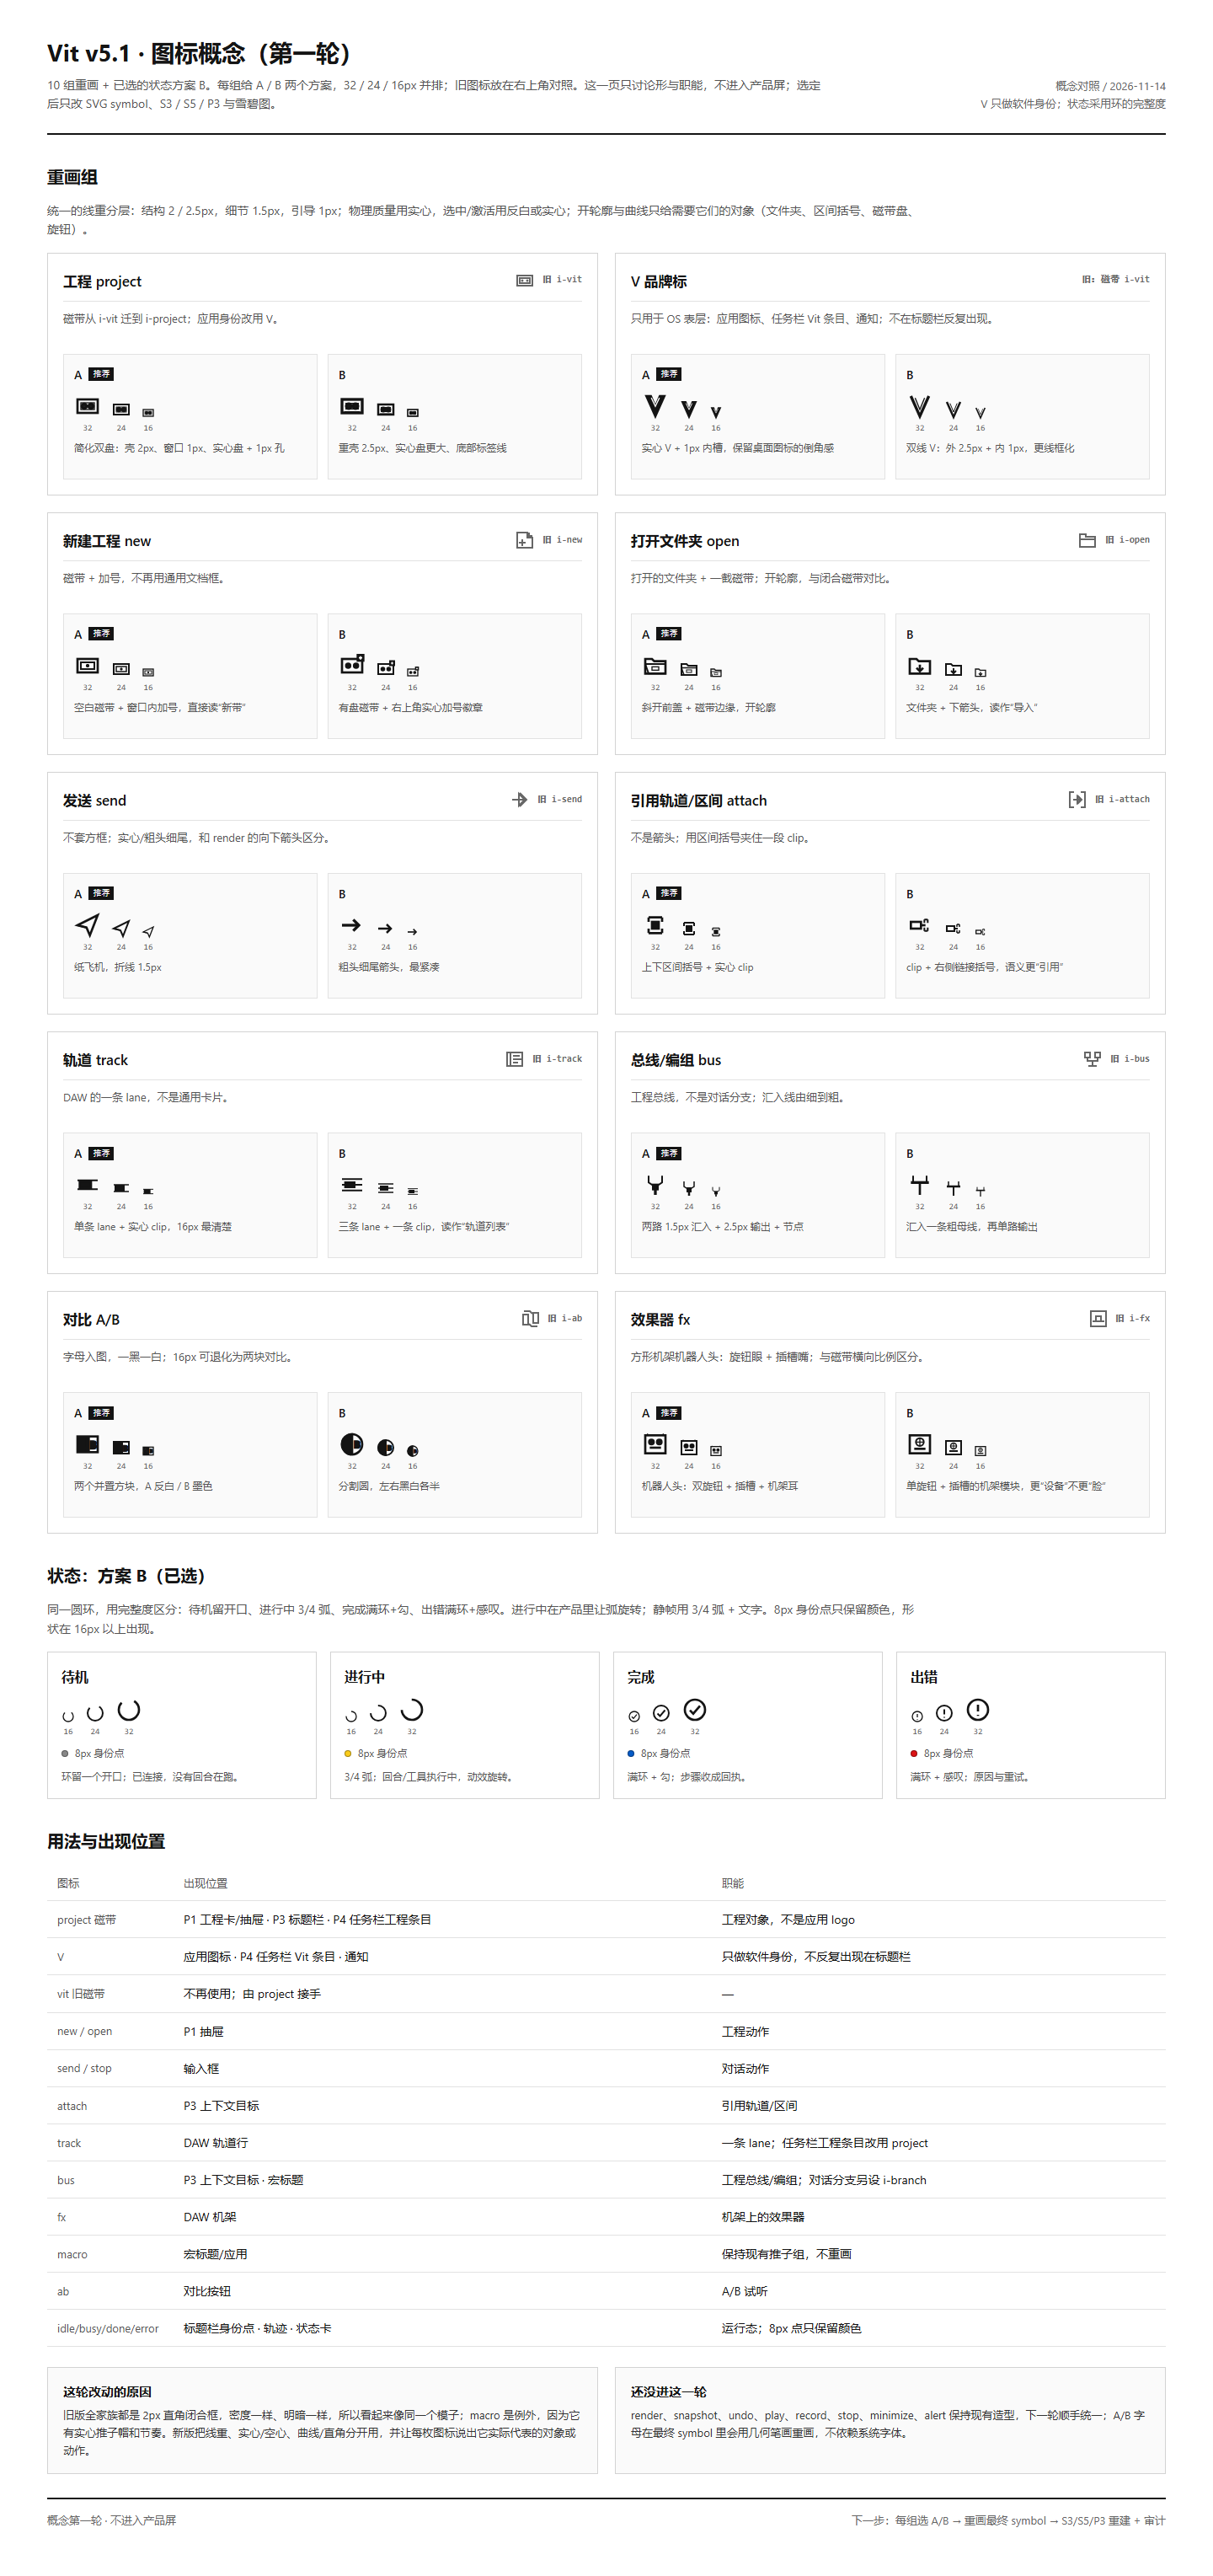 Vit v5.1 · 图标概念（第一轮）
10 组重画 + 已选的状态方案 B。每组给 A / B 两个方案，32 / 24 / 16px 并排；旧图标放在右上角对照。这一页只讨论形与职能，不进入产品屏；选定
后只改 SVG symbol、S3 / S5 / P3 与雪碧图。
概念对照 / 2026-11-14
V 只做软件身份；状态采用环的完整度
重画组
统一的线重分层：结构 2 / 2.5px，细节 1.5px，引导 1px；物理质量用实心，选中/激活用反白或实心；开轮廓与曲线只给需要它们的对象（文件夹、区间括号、磁带盘、
旋钮）。
工程 project
旧 i-vit
磁带从 i-vit 迁到 i-project；应用身份改用 V。
A 推荐
32 24 16
简化双盘：壳 2px、窗口 1px、实心盘 + 1px 孔
B
32 24 16
重壳 2.5px、实心盘更大、底部标签线
V 品牌标
旧：磁带 i-vit
只用于 OS 表层：应用图标、任务栏 Vit 条目、通知；不在标题栏反复出现。
A 推荐
32 24 16
实心 V + 1px 内槽，保留桌面图标的倒角感
B
32 24 16
双线 V：外 2.5px + 内 1px，更线框化
新建工程 new
旧 i-new
磁带 + 加号，不再用通用文档框。
A 推荐
32 24 16
空白磁带 + 窗口内加号，直接读“新带”
B
32 24 16
有盘磁带 + 右上角实心加号徽章
打开文件夹 open
旧 i-open
打开的文件夹 + 一截磁带；开轮廓，与闭合磁带对比。
A 推荐
32 24 16
斜开前盖 + 磁带边缘，开轮廓
B
32 24 16
文件夹 + 下箭头，读作“导入”
发送 send
旧 i-send
不套方框；实心/粗头细尾，和 render 的向下箭头区分。
A 推荐
32 24 16
纸飞机，折线 1.5px
B
32 24 16
粗头细尾箭头，最紧凑
引用轨道/区间 attach
旧 i-attach
不是箭头；用区间括号夹住一段 clip。
A 推荐
32 24 16
上下区间括号 + 实心 clip
B
32 24 16
clip + 右侧链接括号，语义更“引用”
轨道 track
旧 i-track
DAW 的一条 lane，不是通用卡片。
A 推荐
32 24 16
单条 lane + 实心 clip，16px 最清楚
B
32 24 16
三条 lane + 一条 clip，读作“轨道列表”
总线/编组 bus
旧 i-bus
工程总线，不是对话分支；汇入线由细到粗。
A 推荐
32 24 16
两路 1.5px 汇入 + 2.5px 输出 + 节点
B
32 24 16
汇入一条粗母线，再单路输出
对比 A/B
旧 i-ab
字母入图，一黑一白；16px 可退化为两块对比。
A 推荐
32 24 16
两个并置方块，A 反白 / B 墨色
B
32 24 16
分割圆，左右黑白各半
效果器 fx
旧 i-fx
方形机架机器人头：旋钮眼 + 插槽嘴；与磁带横向比例区分。
A 推荐
32 24 16
机器人头：双旋钮 + 插槽 + 机架耳
B
32 24 16
单旋钮 + 插槽的机架模块，更“设备”不更“脸”
状态：方案 B（已选）
同一圆环，用完整度区分：待机留开口、进行中 3/4 弧、完成满环+勾、出错满环+感叹。进行中在产品里让弧旋转；静帧用 3/4 弧 + 文字。8px 身份点只保留颜色，形
状在 16px 以上出现。
待机
16 24 32
8px 身份点
环留一个开口；已连接，没有回合在跑。
进行中
16 24 32
8px 身份点
3/4 弧；回合/工具执行中，动效旋转。
完成
16 24 32
8px 身份点
满环 + 勾；步骤收成回执。
出错
16 24 32
8px 身份点
满环 + 感叹；原因与重试。
用法与出现位置
图标 出现位置 职能
project 磁带 P1 工程卡/抽屉 · P3 标题栏 · P4 任务栏工程条目 工程对象，不是应用 logo
V 应用图标 · P4 任务栏 Vit 条目 · 通知 只做软件身份，不反复出现在标题栏
vit 旧磁带 不再使用；由 project 接手 —
new / open P1 抽屉 工程动作
send / stop 输入框 对话动作
attach P3 上下文目标 引用轨道/区间
track DAW 轨道行 一条 lane；任务栏工程条目改用 project
bus P3 上下文目标 · 宏标题 工程总线/编组；对话分支另设 i-branch
fx DAW 机架 机架上的效果器
macro 宏标题/应用 保持现有推子组，不重画
ab 对比按钮 A/B 试听
idle/busy/done/error 标题栏身份点 · 轨迹 · 状态卡 运行态；8px 点只保留颜色
这轮改动的原因
旧版全家族都是 2px 直角闭合框，密度一样，明暗一样，所以看起来像同一个模子；macro 是例外，因为它
有实心推子帽和节奏。新版把线重、实心/空心、曲线/直角分开用，并让每枚图标说出它实际代表的对象或
动作。
还没进这一轮
render、snapshot、undo、play、record、stop、minimize、alert 保持现有造型，下一轮顺手统一；A/B 字
母在最终 symbol 里会用几何笔画重画，不依赖系统字体。
概念第一轮 · 不进入产品屏
下一步：每组选 A/B → 重画最终 symbol → S3/S5/P3 重建 + 审计